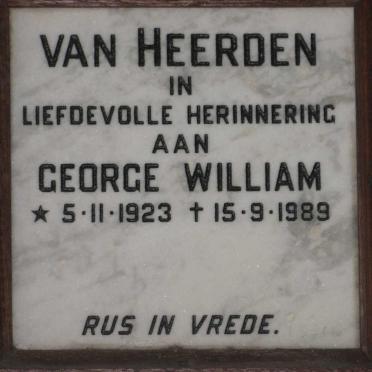 VAN HEERDEN
IN
LIEFDEVOLLE HERINNERING
AAN
GEORGE WILLIAM
★ 5·11·1923 ✝ 15·9·1989
RUS IN VREDE.